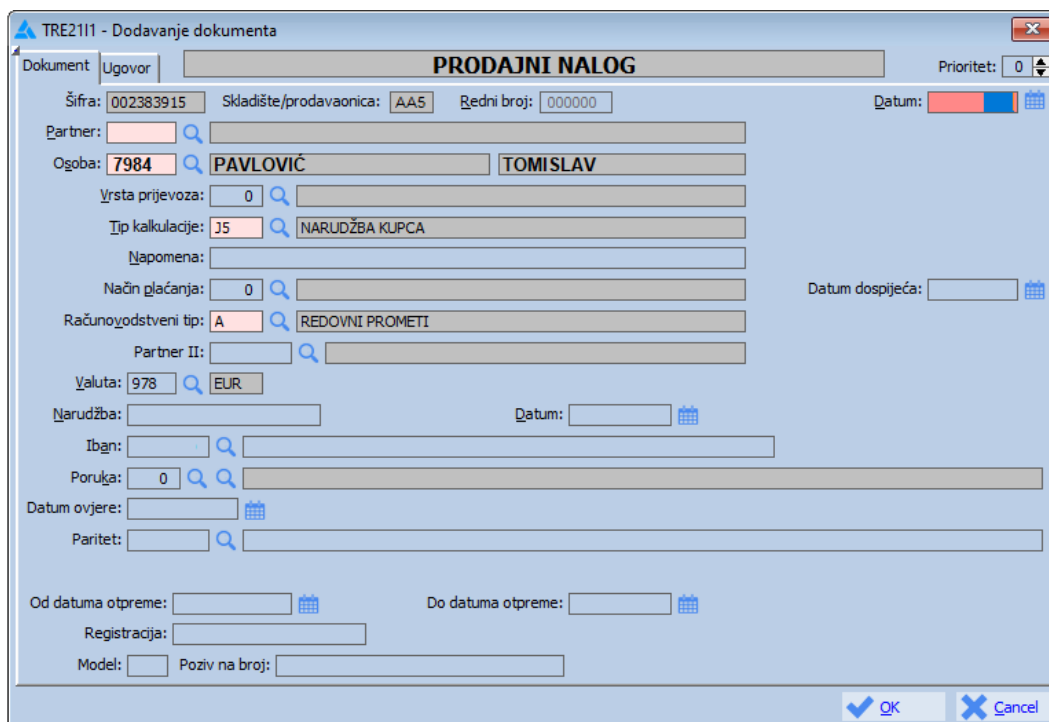 TRE21I1 - Dodavanje dokumenta
Dokument Ugovor PRODAJNI NALOG Prioritet: 0
Šifra: 002383915 Skladište/prodavaonica: AA5 Redni broj: 000000 Datum:
Partner:
Osoba: 7984 PAVLOVIĆ TOMISLAV
Vrsta prijevoza: 0
Tip kalkulacije: J5 NARUDŽBA KUPCA
Napomena:
Način plaćanja: 0 Datum dospijeća:
Računovodstveni tip: A REDOVNI PROMETI
Partner II:
Valuta: 978 EUR
Narudžba: Datum:
Iban:
Poruka: 0
Datum ovjere:
Paritet:
Od datuma otpreme: Do datuma otpreme:
Registracija:
Model: Poziv na broj:
OK Cancel